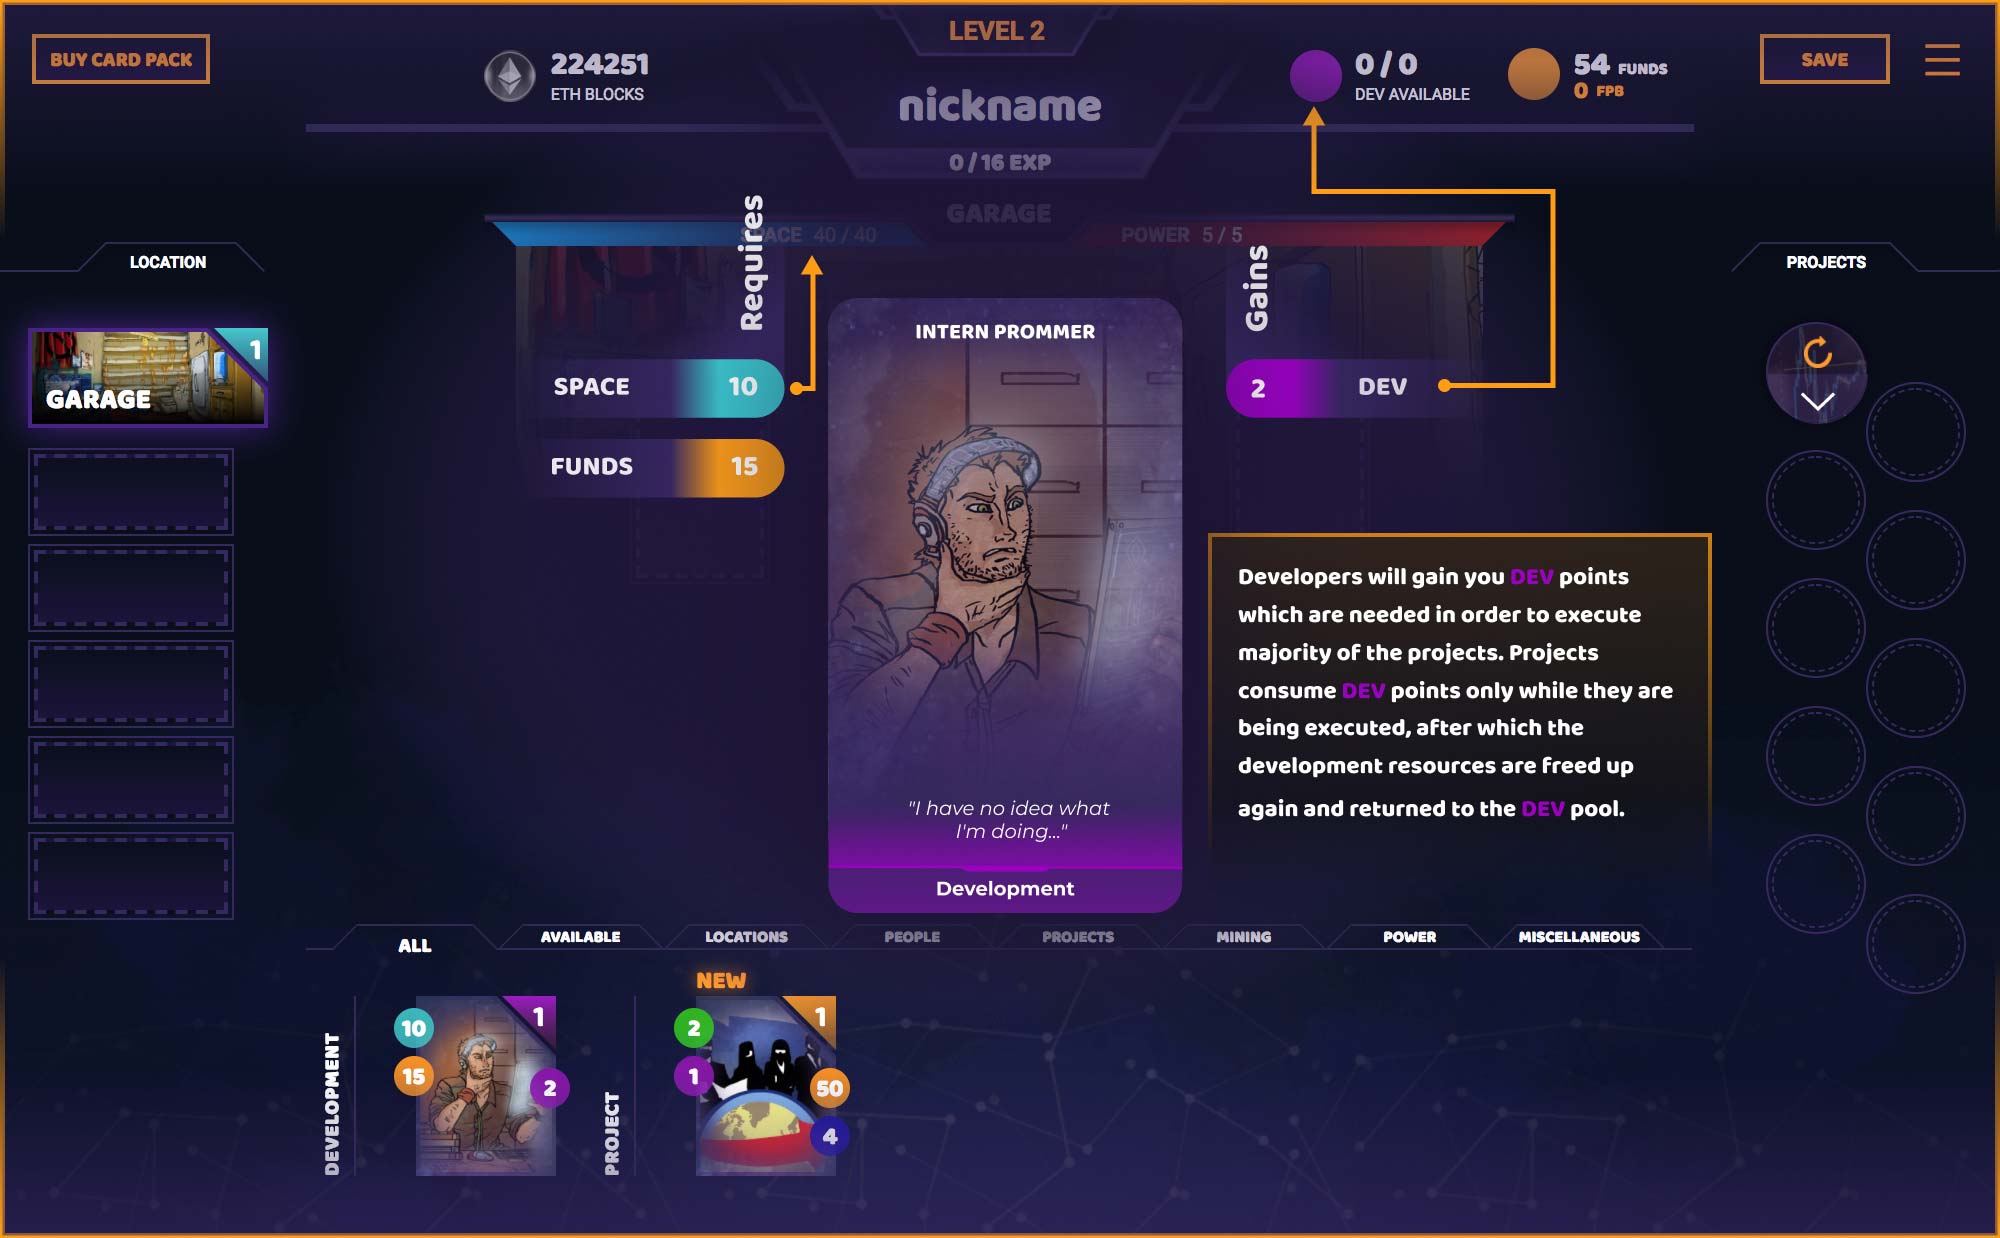 LEVEL 2
BUY CARD PACK
224251
ETH BLOCKS
nickname
0 / 0
DEV AVAILABLE
54 FUNDS
0 FPB
SAVE
0 / 16 EXP
GARAGE
SPACE 40 / 40
POWER 5 / 5
LOCATION
PROJECTS
1
GARAGE
Requires
SPACE 10
FUNDS 15
INTERN PROMMER
"I have no idea what
I'm doing..."
Development
Gains
2 DEV
Developers will gain you DEV points
which are needed in order to execute
majority of the projects. Projects
consume DEV points only while they are
being executed, after which the
development resources are freed up
again and returned to the DEV pool.
ALL
AVAILABLE
LOCATIONS
PEOPLE
PROJECTS
MINING
POWER
MISCELLANEOUS
DEVELOPMENT
10
15
1
2
PROJECT
NEW
2
1
1
50
4